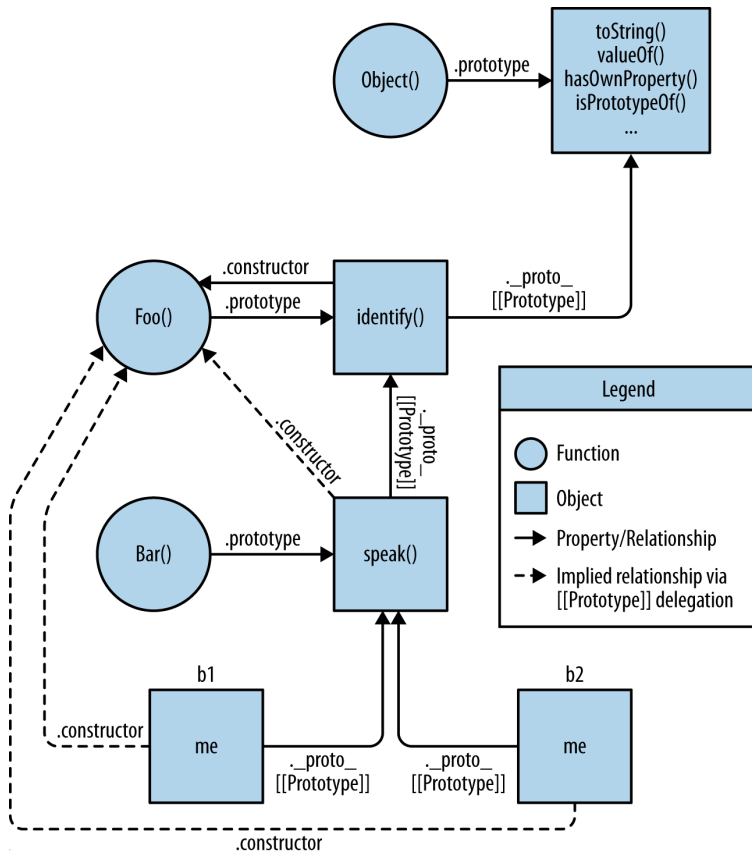 Object()
.prototype
toString()
valueOf()
hasOwnProperty()
isPrototypeOf()
...
Foo()
.constructor
.prototype
identify()
._proto_
[[Prototype]]
.constructor
._proto_
[[Prototype]]
Bar()
.prototype
speak()
Legend
Function
Object
Property/Relationship
Implied relationship via
[[Prototype]] delegation
b1
me
.constructor
._proto_
[[Prototype]]
b2
me
._proto_
[[Prototype]]
.constructor